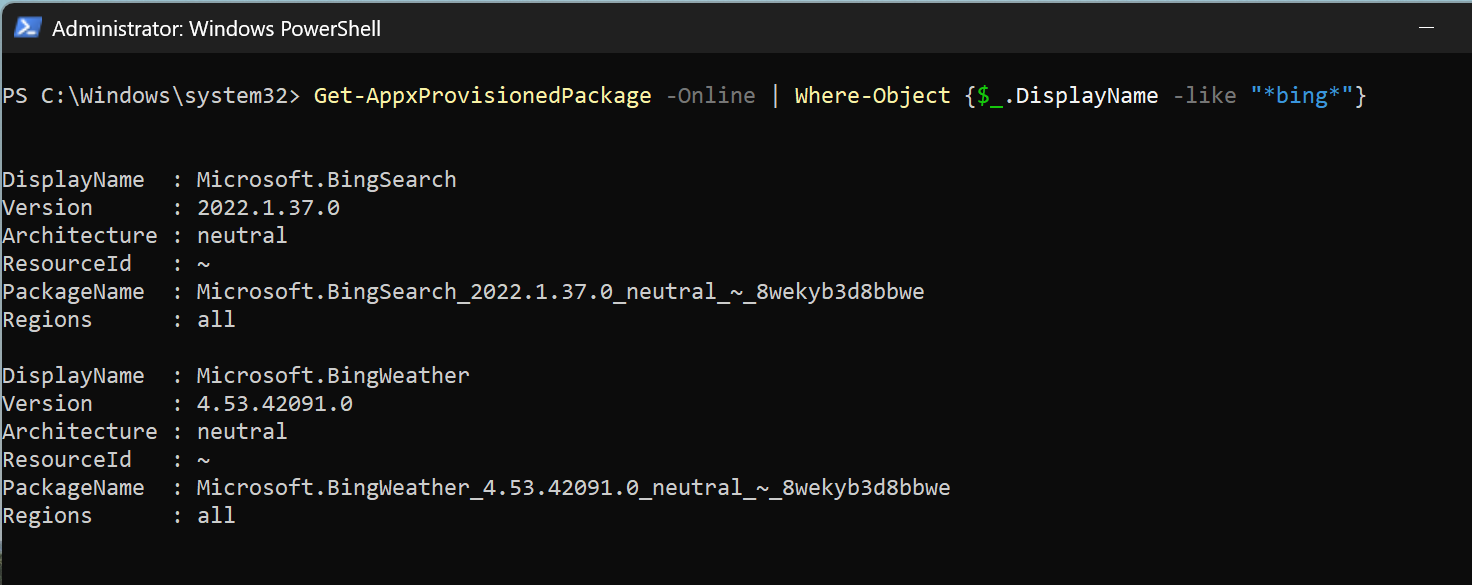 Administrator: Windows PowerShell
PS C:\Windows\system32> Get-AppxProvisionedPackage -Online | Where-Object {$_.DisplayName -like "*bing*"}
DisplayName  : Microsoft.BingSearch
Version      : 2022.1.37.0
Architecture : neutral
ResourceId   : ~
PackageName  : Microsoft.BingSearch_2022.1.37.0_neutral_~_8wekyb3d8bbwe
Regions      : all
DisplayName  : Microsoft.BingWeather
Version      : 4.53.42091.0
Architecture : neutral
ResourceId   : ~
PackageName  : Microsoft.BingWeather_4.53.42091.0_neutral_~_8wekyb3d8bbwe
Regions      : all